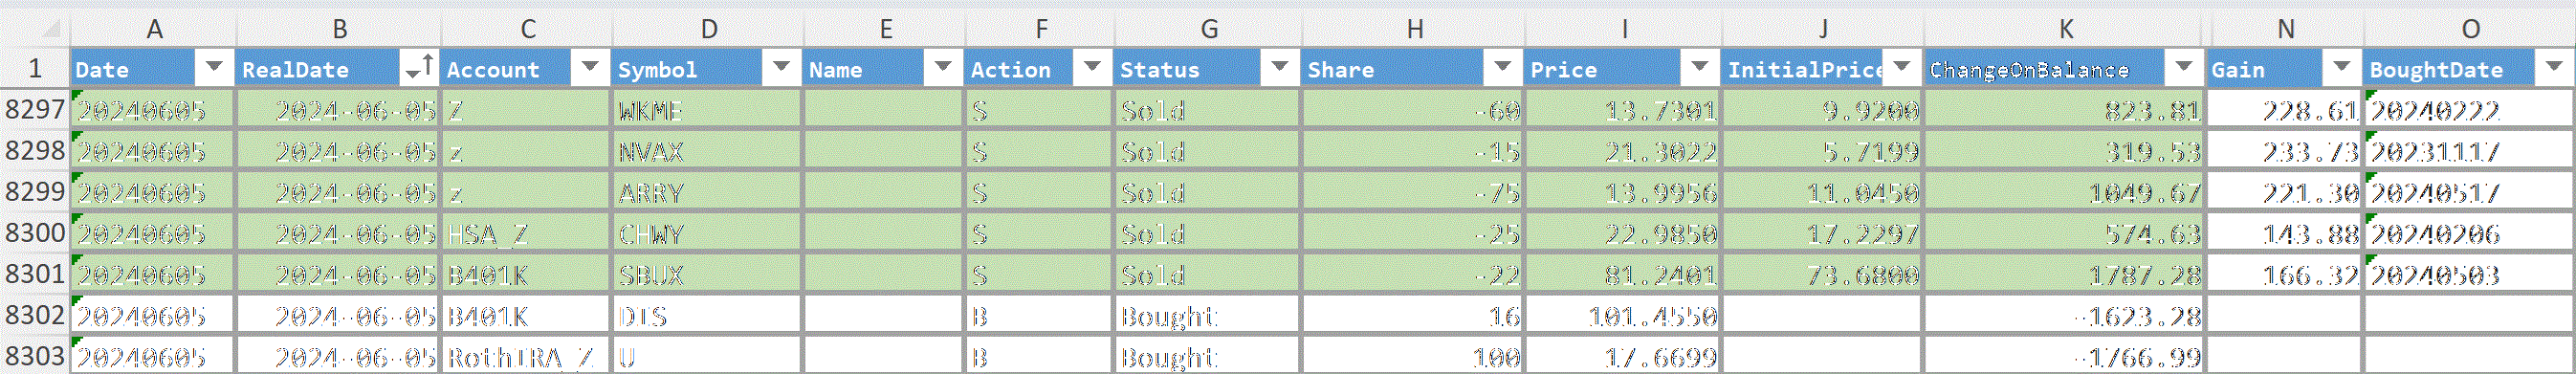 A B C D E F G H I J K N O
1 Date RealDate Account Symbol Name Action Status Share Price InitialPrice ChangeOnBalance Gain BoughtDate
8297 20240605 2024-06-05 Z WKME S Sold -60 13.7301 9.9200 823.81 228.61 20240222
8298 20240605 2024-06-05 z NVAX S Sold -15 21.3022 5.7199 319.53 233.73 20231117
8299 20240605 2024-06-05 z ARRY S Sold -75 13.9956 11.0450 1049.67 221.30 20240517
8300 20240605 2024-06-05 HSA_Z CHWY S Sold -25 22.9850 17.2297 574.63 143.88 20240206
8301 20240605 2024-06-05 B401K SBUX S Sold -22 81.2401 73.6800 1787.28 166.32 20240503
8302 20240605 2024-06-05 B401K DIS B Bought 16 101.4550 -1623.28
8303 20240605 2024-06-05 RothIRA_Z U B Bought 100 17.6699 -1766.99